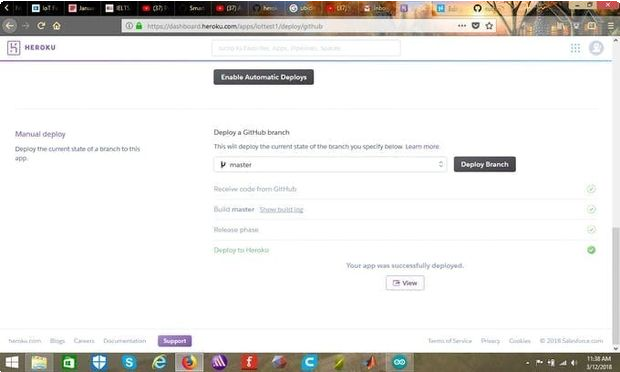 IoT
Janua
IELTS
(37)
Smart
(37)
ubidi
(37)
Inbox
https://dashboard.heroku.com/apps/iottest1/deploy/github
Search
HEROKU
Jump to Favorites, Apps, Pipelines, Spaces...
Enable Automatic Deploys
Manual deploy
Deploy the current state of a branch to this
app.
Deploy a GitHub branch
This will deploy the current state of the branch you specify below. Learn more.
master
Deploy Branch
Receive code from GitHub
Build master Show build log
Release phase
Deploy to Heroku
Your app was successfully deployed.
View
heroku.com Blogs Careers Documentation Support Terms of Service Privacy Cookies © 2018 Salesforce.com
11:38 AM
3/12/2018